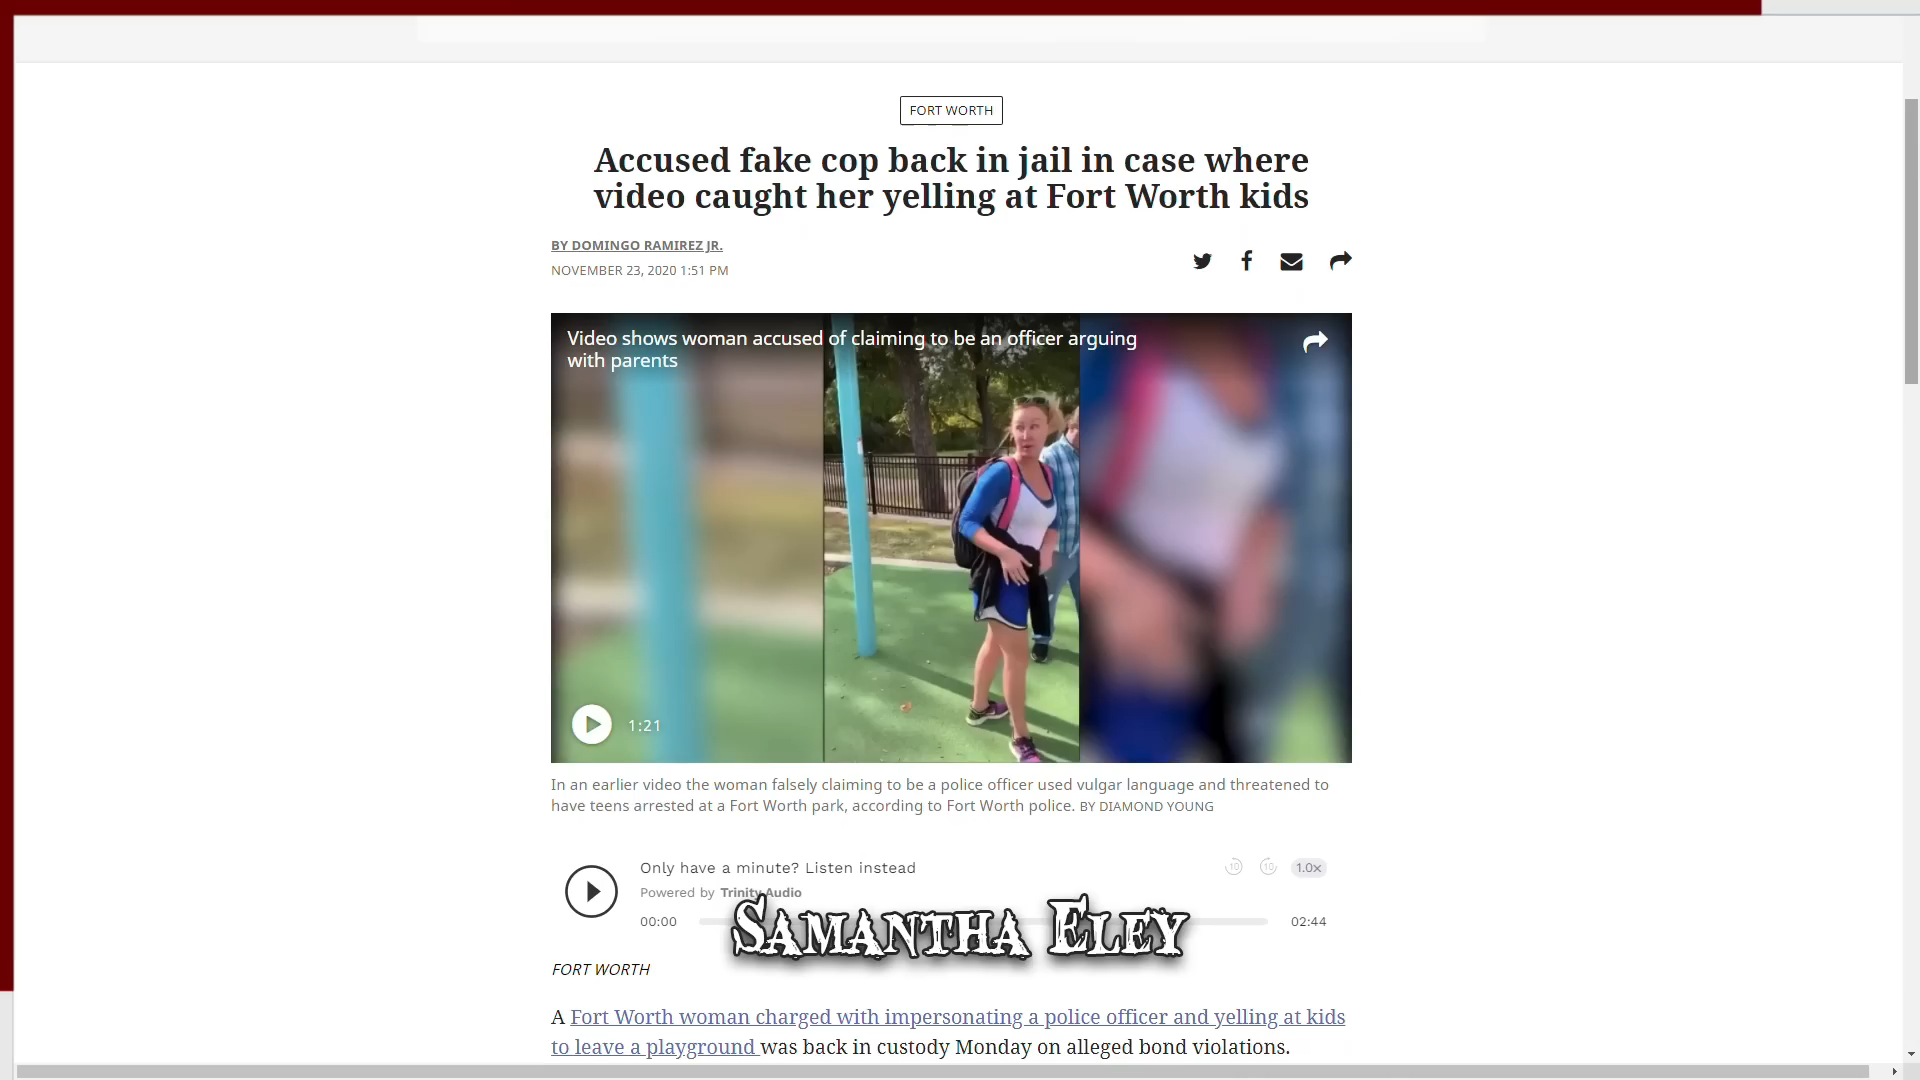 FORT WORTH
Accused fake cop back in jail in case where
video caught her yelling at Fort Worth kids
BY DOMINGO RAMIREZ JR.
NOVEMBER 23, 2020 1:51 PM
Video shows woman accused of claiming to be an officer arguing
with parents
1:21
In an earlier video the woman falsely claiming to be a police officer used vulgar language and threatened to
have teens arrested at a Fort Worth park, according to Fort Worth police. BY DIAMOND YOUNG
Only have a minute? Listen instead
10 10 1.0x
Powered by Trinity Audio
00:00 02:44
SAMANTHA ELEY
FORT WORTH
A Fort Worth woman charged with impersonating a police officer and yelling at kids
to leave a playground was back in custody Monday on alleged bond violations.